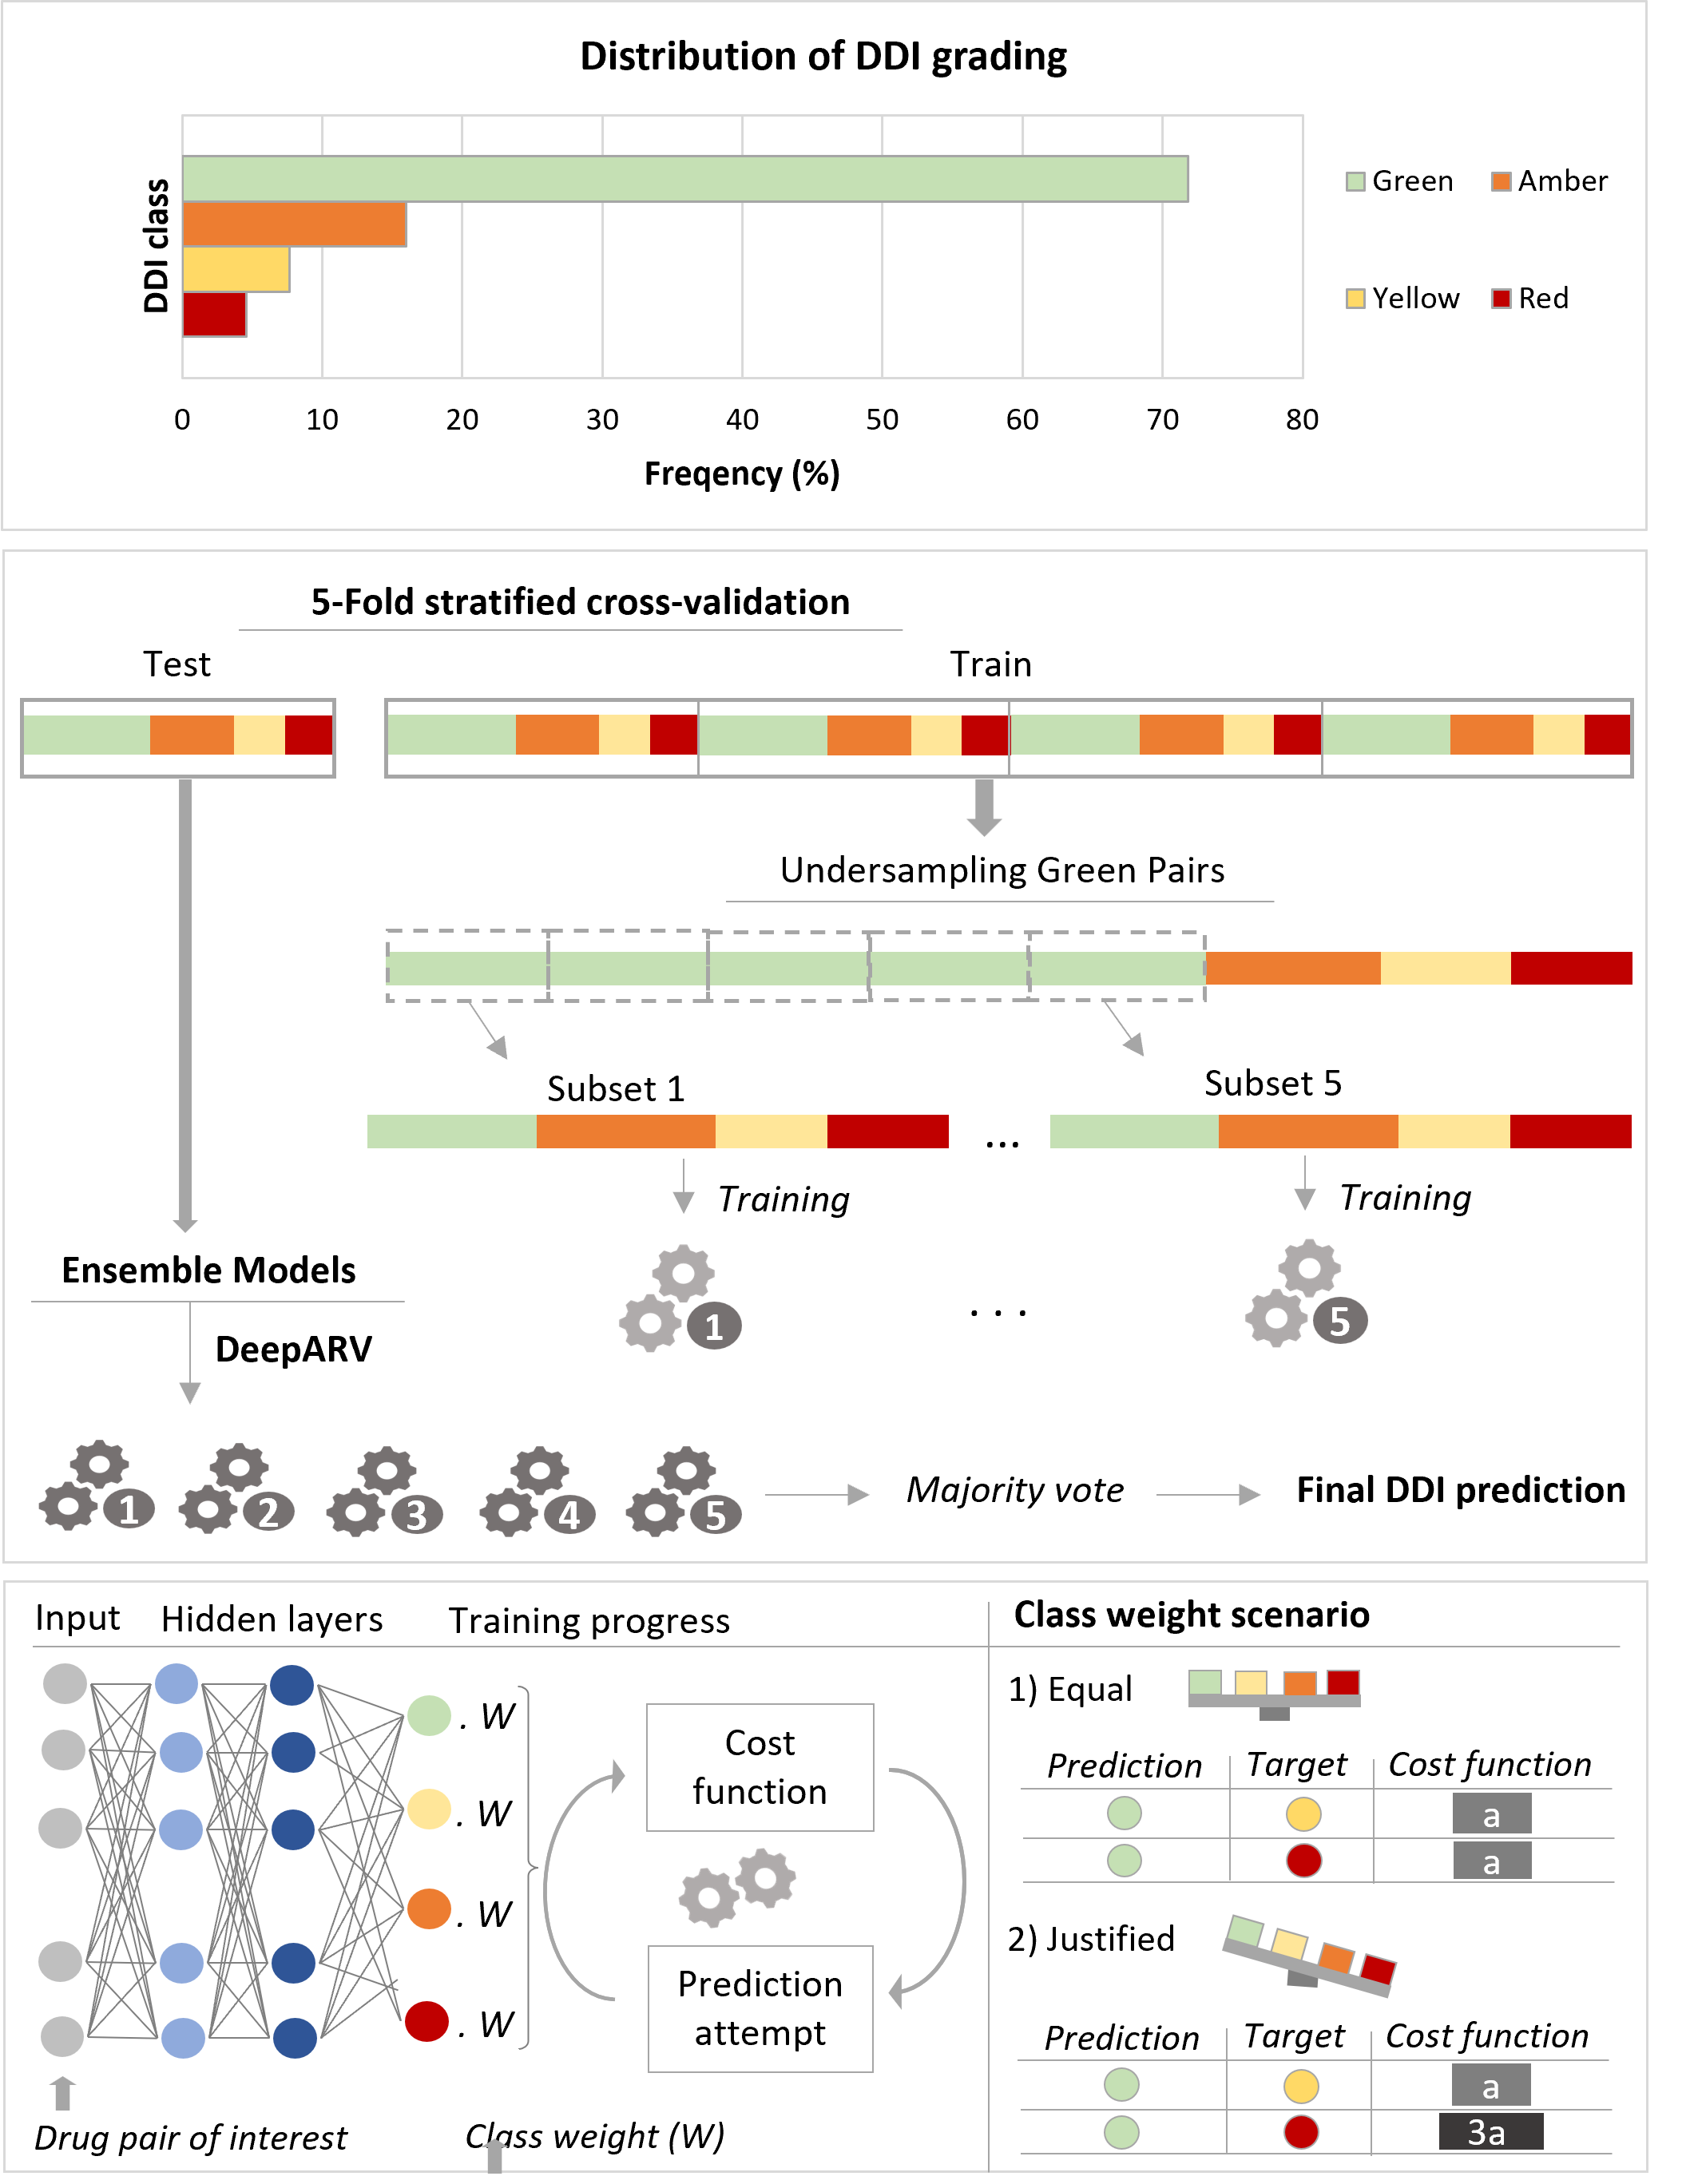 Distribution of DDI grading
DDI class
Green
Amber
Yellow
Red
0 10 20 30 40 50 60 70 80
Freqency (%)
5-Fold stratified cross-validation
Test
Train
Undersampling Green Pairs
Subset 1
Subset 5
...
Training
Training
Ensemble Models
1
. . .
5
DeepARV
1 2 3 4 5
Majority vote
Final DDI prediction
Input
Hidden layers
Training progress
. W
. W
. W
. W
Cost
function
Prediction
attempt
Drug pair of interest
Class weight (W)
Class weight scenario
1) Equal
Prediction Target Cost function
a
a
2) Justified
Prediction Target Cost function
a
3a